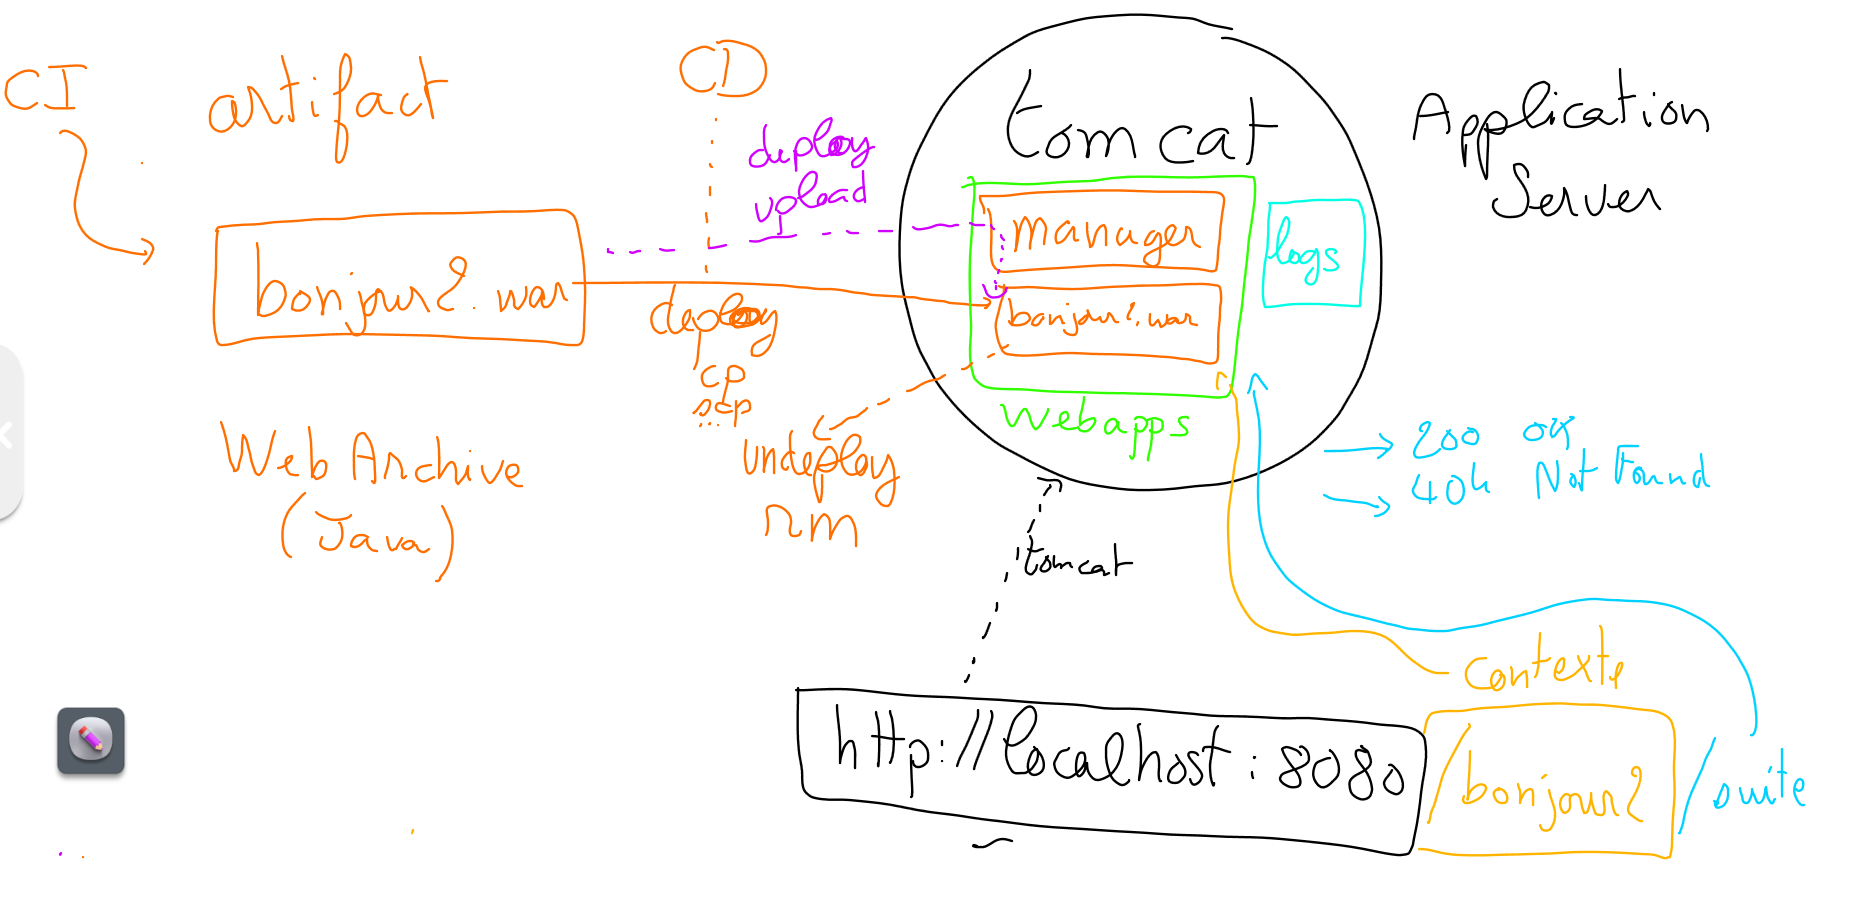 CI
artifact
CD
deploy
upload
tomcat
Application
Server
manager
logs
bonjour2.war
bonjour2.war
deploy
cp
scp
...
webapps
undeploy
rm
Web Archive
(Java)
200 OK
404 Not Found
tomcat
contexte
http://localhost:8080/bonjour2/suite